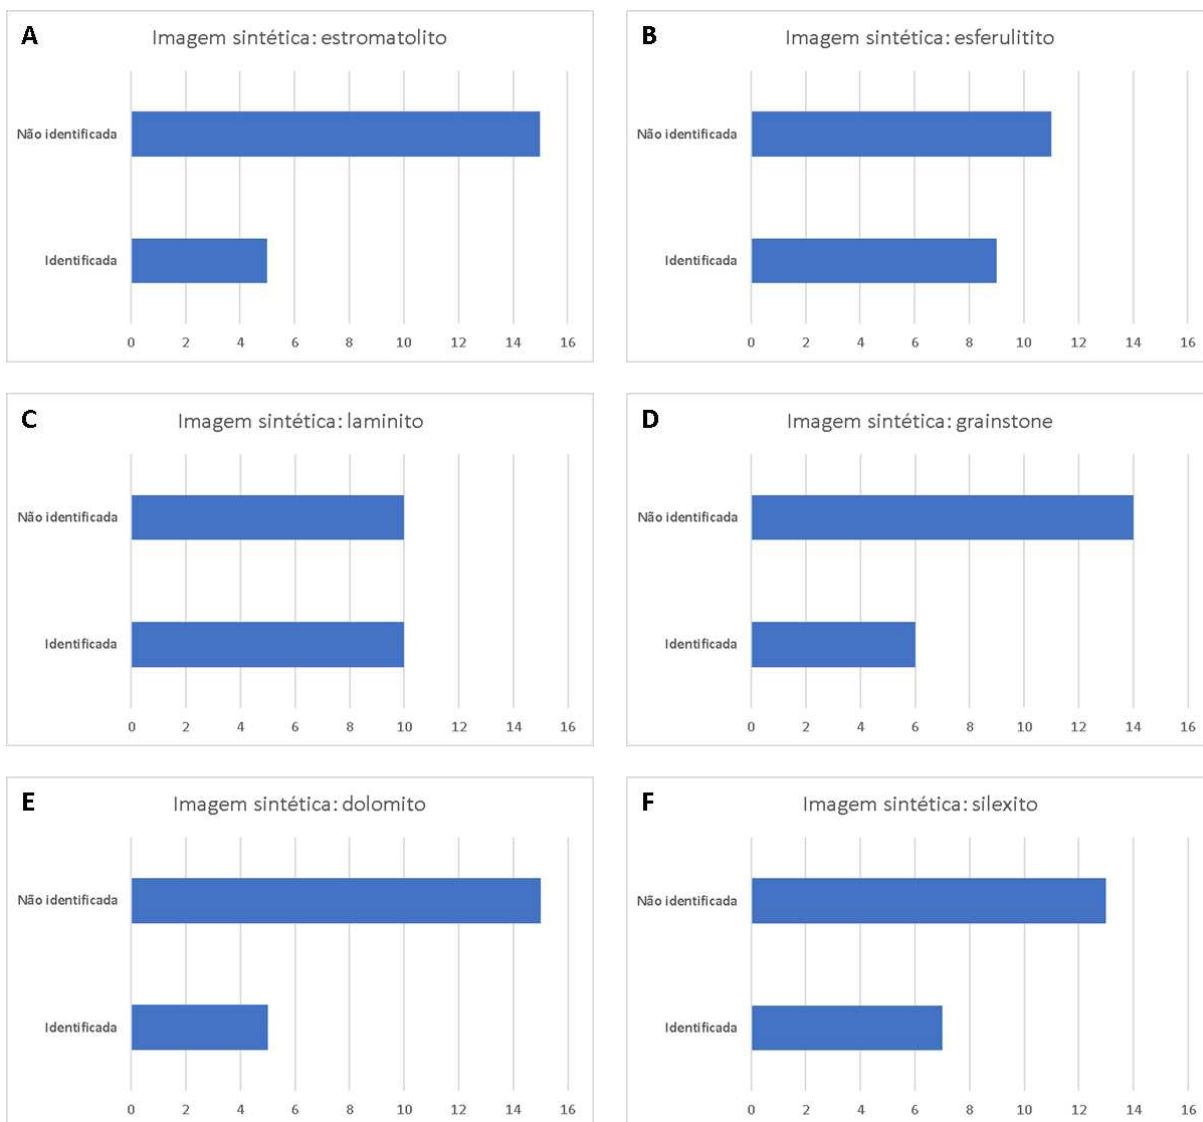 A
Imagem sintética: estromatolito
Não identificada
Identificada
0 2 4 6 8 10 12 14 16
B
Imagem sintética: esferulitito
Não identificada
Identificada
0 2 4 6 8 10 12 14 16
C
Imagem sintética: laminito
Não identificada
Identificada
0 2 4 6 8 10 12 14 16
D
Imagem sintética: grainstone
Não identificada
Identificada
0 2 4 6 8 10 12 14 16
E
Imagem sintética: dolomito
Não identificada
Identificada
0 2 4 6 8 10 12 14 16
F
Imagem sintética: silexito
Não identificada
Identificada
0 2 4 6 8 10 12 14 16